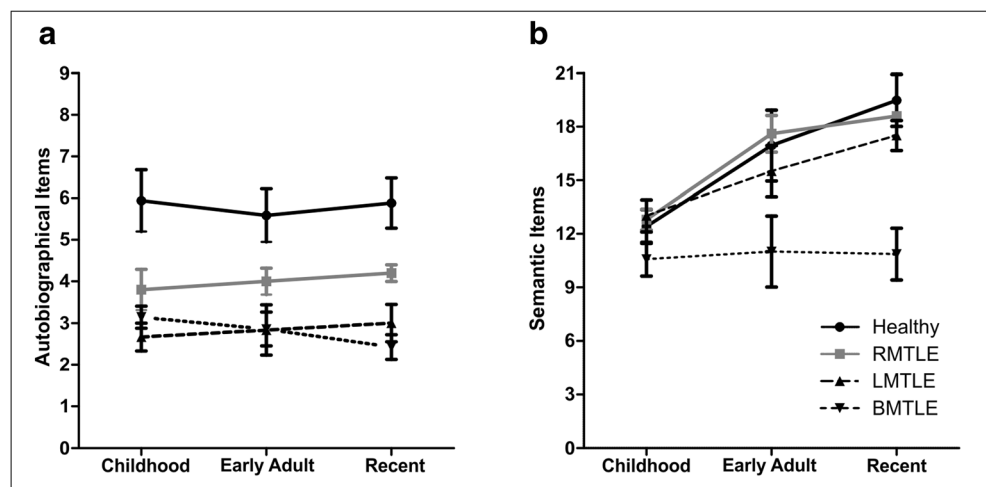 a
9
8
7
6
5
4
3
2
1
0
Autobiographical Items
Childhood Early Adult Recent
b
21
18
15
12
9
6
3
0
Semantic Items
Healthy
RMTLE
LMTLE
BMTLE
Childhood Early Adult Recent